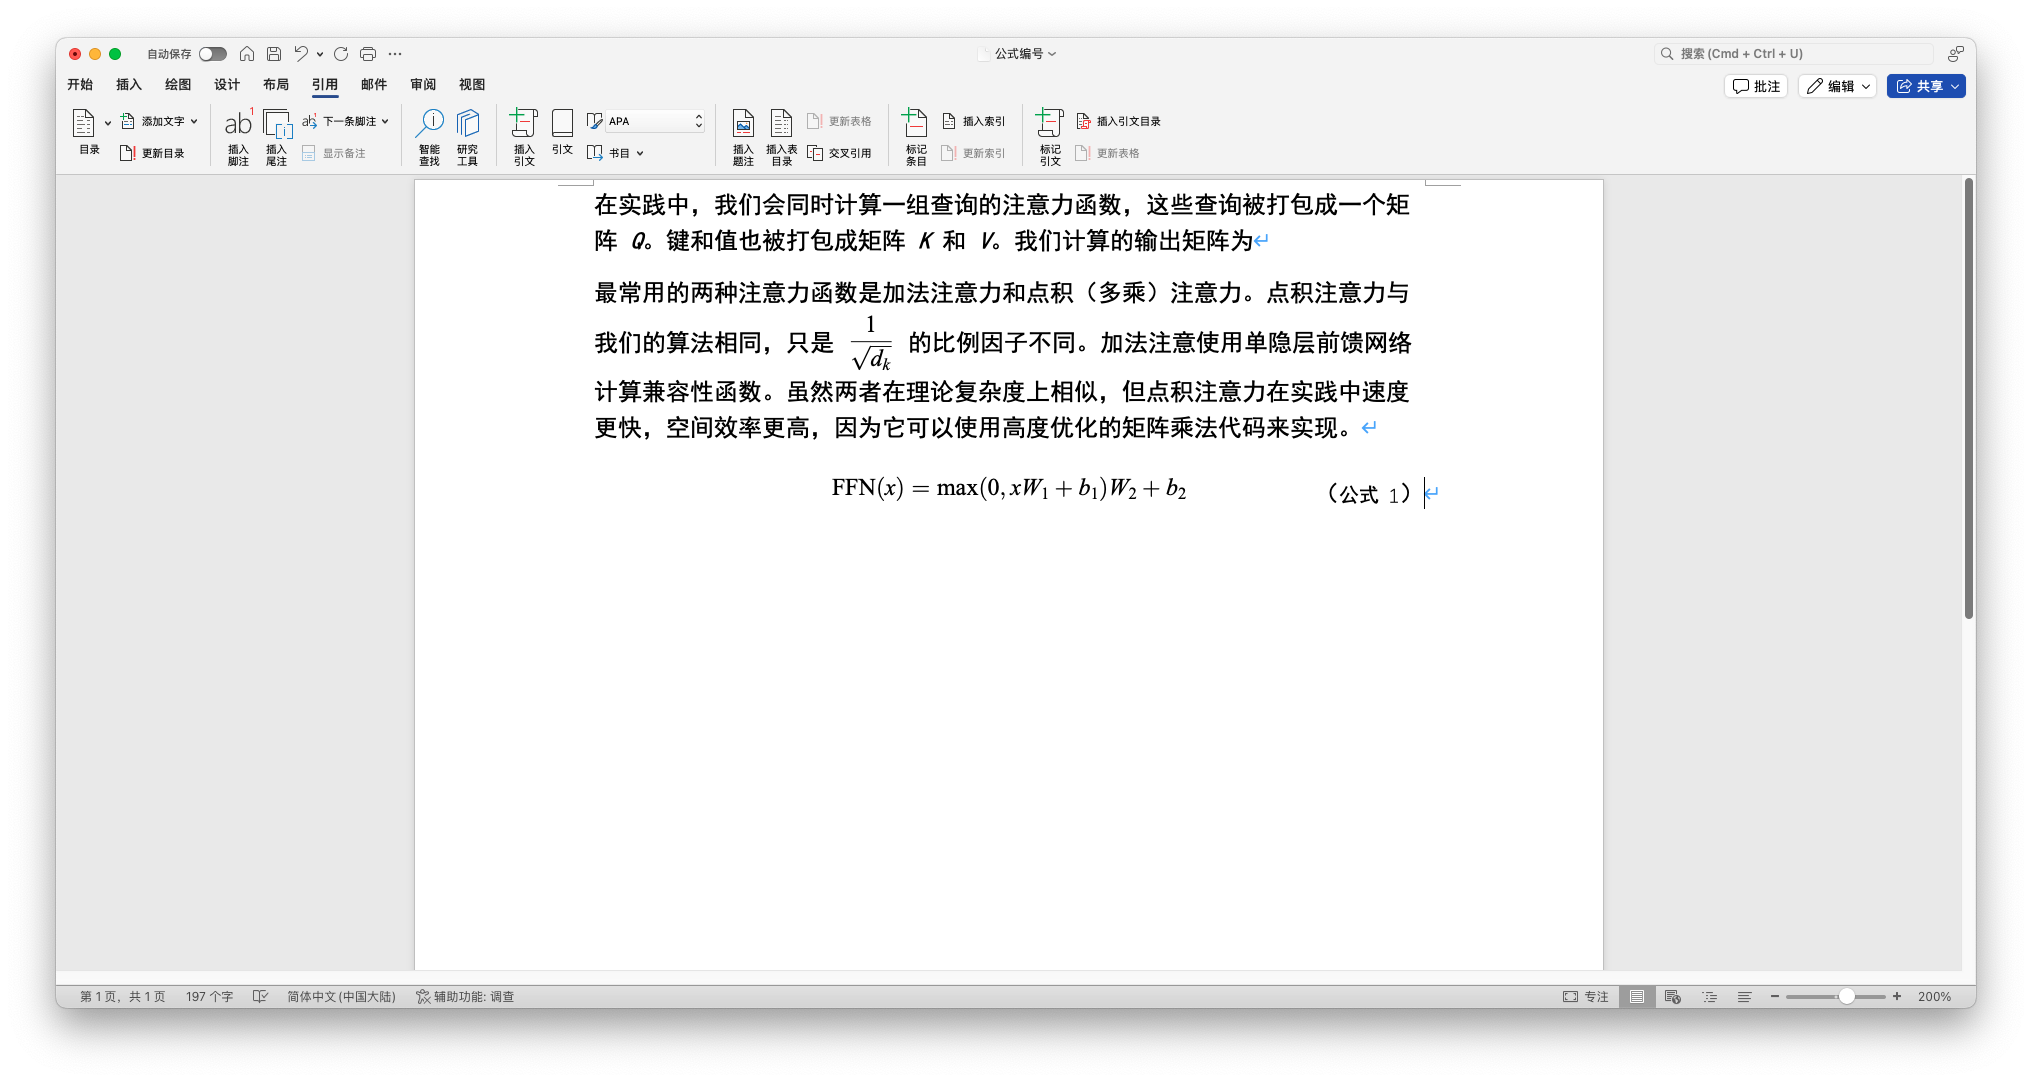 自动保存
公式编号
搜索 (Cmd + Ctrl + U)
开始 插入 绘图 设计 布局 引用 邮件 审阅 视图
批注 编辑 共享
目录
添加文字
更新目录
ab 1
插入脚注
插入尾注
下一条脚注
显示备注
智能查找
研究工具
插入引文
引文
APA
书目
插入题注
插入表目录
更新表格
交叉引用
标记条目
插入索引
更新索引
标记引文
插入引文目录
更新表格
在实践中，我们会同时计算一组查询的注意力函数，这些查询被打包成一个矩
阵 Q。键和值也被打包成矩阵 K 和 V。我们计算的输出矩阵为↵
最常用的两种注意力函数是加法注意力和点积（多乘）注意力。点积注意力与
我们的算法相同，只是 1/√dₖ 的比例因子不同。加法注意使用单隐层前馈网络
计算兼容性函数。虽然两者在理论复杂度上相似，但点积注意力在实践中速度
更快，空间效率更高，因为它可以使用高度优化的矩阵乘法代码来实现。↵
FFN(x) = max(0, xW₁ + b₁)W₂ + b₂ （公式 1）↵
第 1 页，共 1 页 197 个字 简体中文 (中国大陆) 辅助功能: 调查 专注 200%